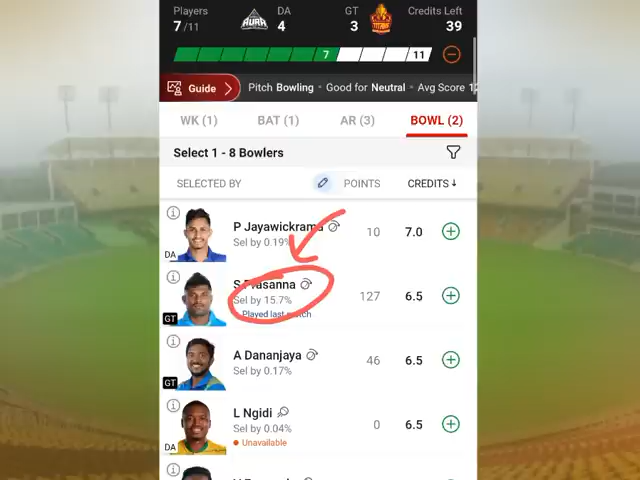 Players
7 /11
AURA
DA
4
GT
3
Credits Left
39
7
11
Guide
Pitch Bowling • Good for Neutral • Avg Score
WK (1)
BAT (1)
AR (3)
BOWL (2)
Select 1 - 8 Bowlers
SELECTED BY
POINTS
CREDITS↓
P Jayawickrama
Sel by 0.19%
DA
10
7.0
S Prasanna
Sel by 15.7%
Played last match
GT
127
6.5
A Dananjaya
Sel by 0.17%
GT
46
6.5
L Ngidi
Sel by 0.04%
Unavailable
DA
0
6.5